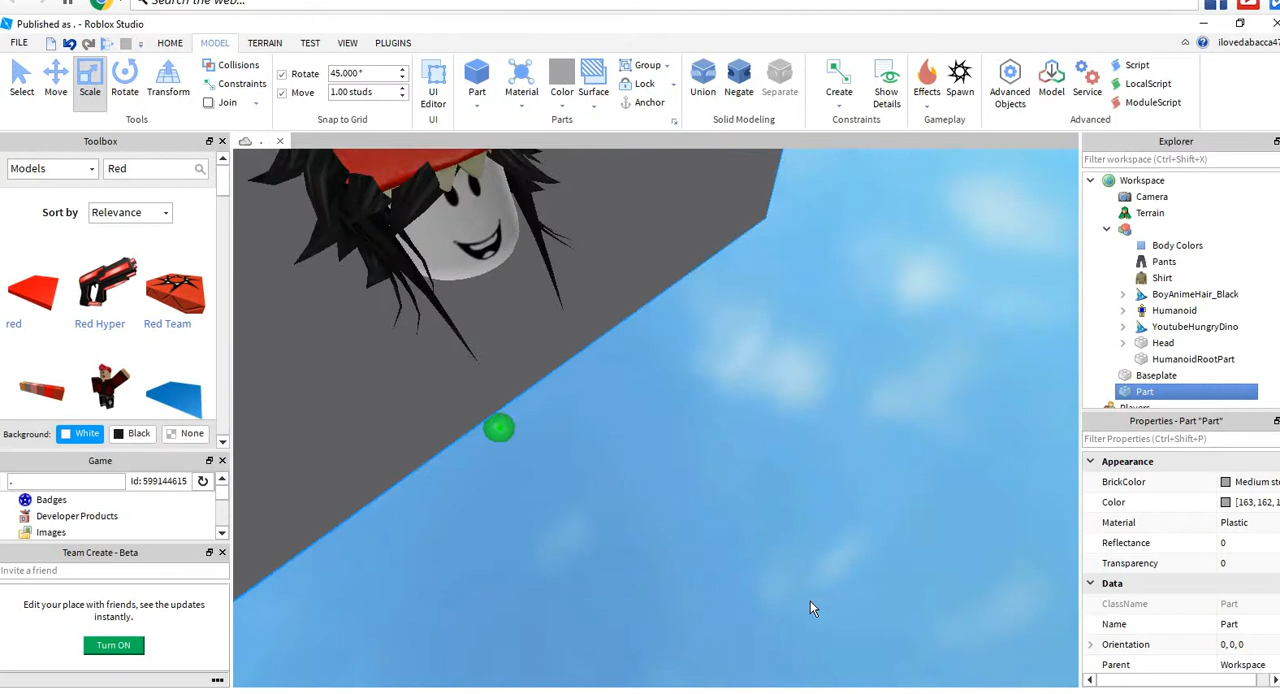 Search the web...
Published as . - Roblox Studio
FILE HOME MODEL TERRAIN TEST VIEW PLUGINS ilovedabacca47
Select Move Scale Rotate Transform
Collisions
Constraints
Join
Tools
Rotate 45.000°
Move 1.00 studs
Snap to Grid
UI
Editor
UI
Part Material Color Surface
Group
Lock
Anchor
Parts
Union Negate Separate
Solid Modeling
Create Show
Details
Constraints
Effects Spawn
Gameplay
Advanced
Objects
Model Service
Script
LocalScript
ModuleScript
Advanced
Toolbox
Models Red
Sort by Relevance
red Red Hyper Red Team
Background: White Black None
Game
. Id: 599144615
Badges
Developer Products
Images
Team Create - Beta
Invite a friend
Edit your place with friends, see the updates
instantly.
Turn ON
.
Explorer
Filter workspace (Ctrl+Shift+X)
Workspace
Camera
Terrain
Body Colors
Pants
Shirt
BoyAnimeHair_Black
Humanoid
YoutubeHungryDino
Head
HumanoidRootPart
Baseplate
Part
Players
Properties - Part "Part"
Filter Properties (Ctrl+Shift+P)
Appearance
BrickColor Medium st
Color [163, 162, 1
Material Plastic
Reflectance 0
Transparency 0
Data
ClassName Part
Name Part
Orientation 0, 0, 0
Parent Workspace